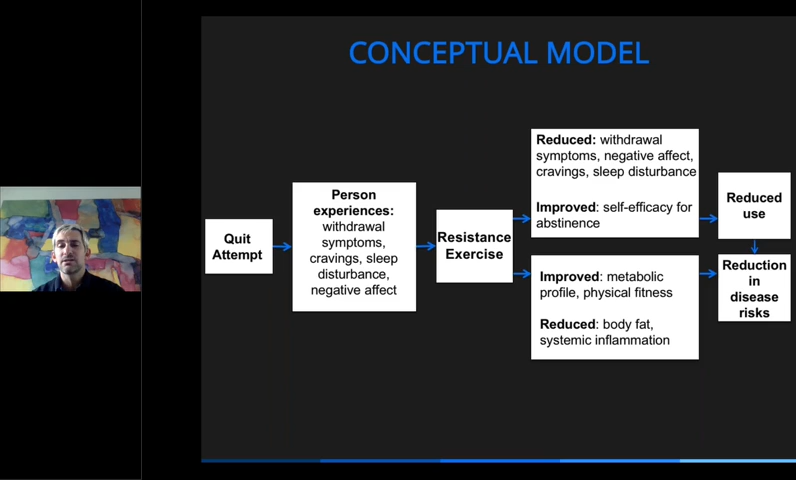 CONCEPTUAL MODEL
Quit
Attempt
Person
experiences:
withdrawal
symptoms,
cravings, sleep
disturbance,
negative affect
Resistance
Exercise
Reduced: withdrawal
symptoms, negative affect,
cravings, sleep disturbance
Improved: self-efficacy for
abstinence
Improved: metabolic
profile, physical fitness
Reduced: body fat,
systemic inflammation
Reduced
use
Reduction
in
disease
risks